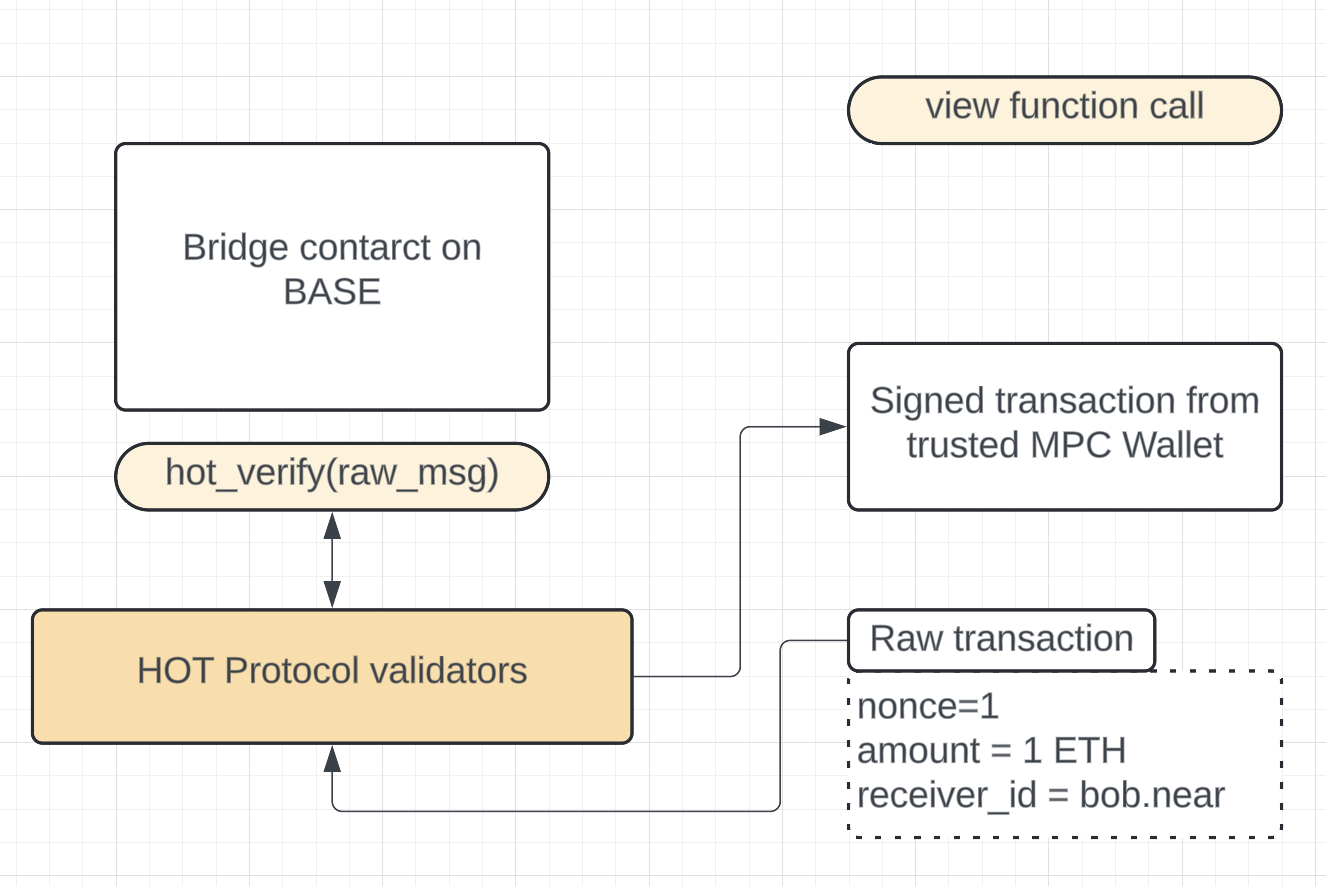 view function call
Bridge contarct on
BASE
Signed transaction from
trusted MPC Wallet
hot_verify(raw_msg)
HOT Protocol validators
Raw transaction
nonce=1
amount = 1 ETH
receiver_id = bob.near